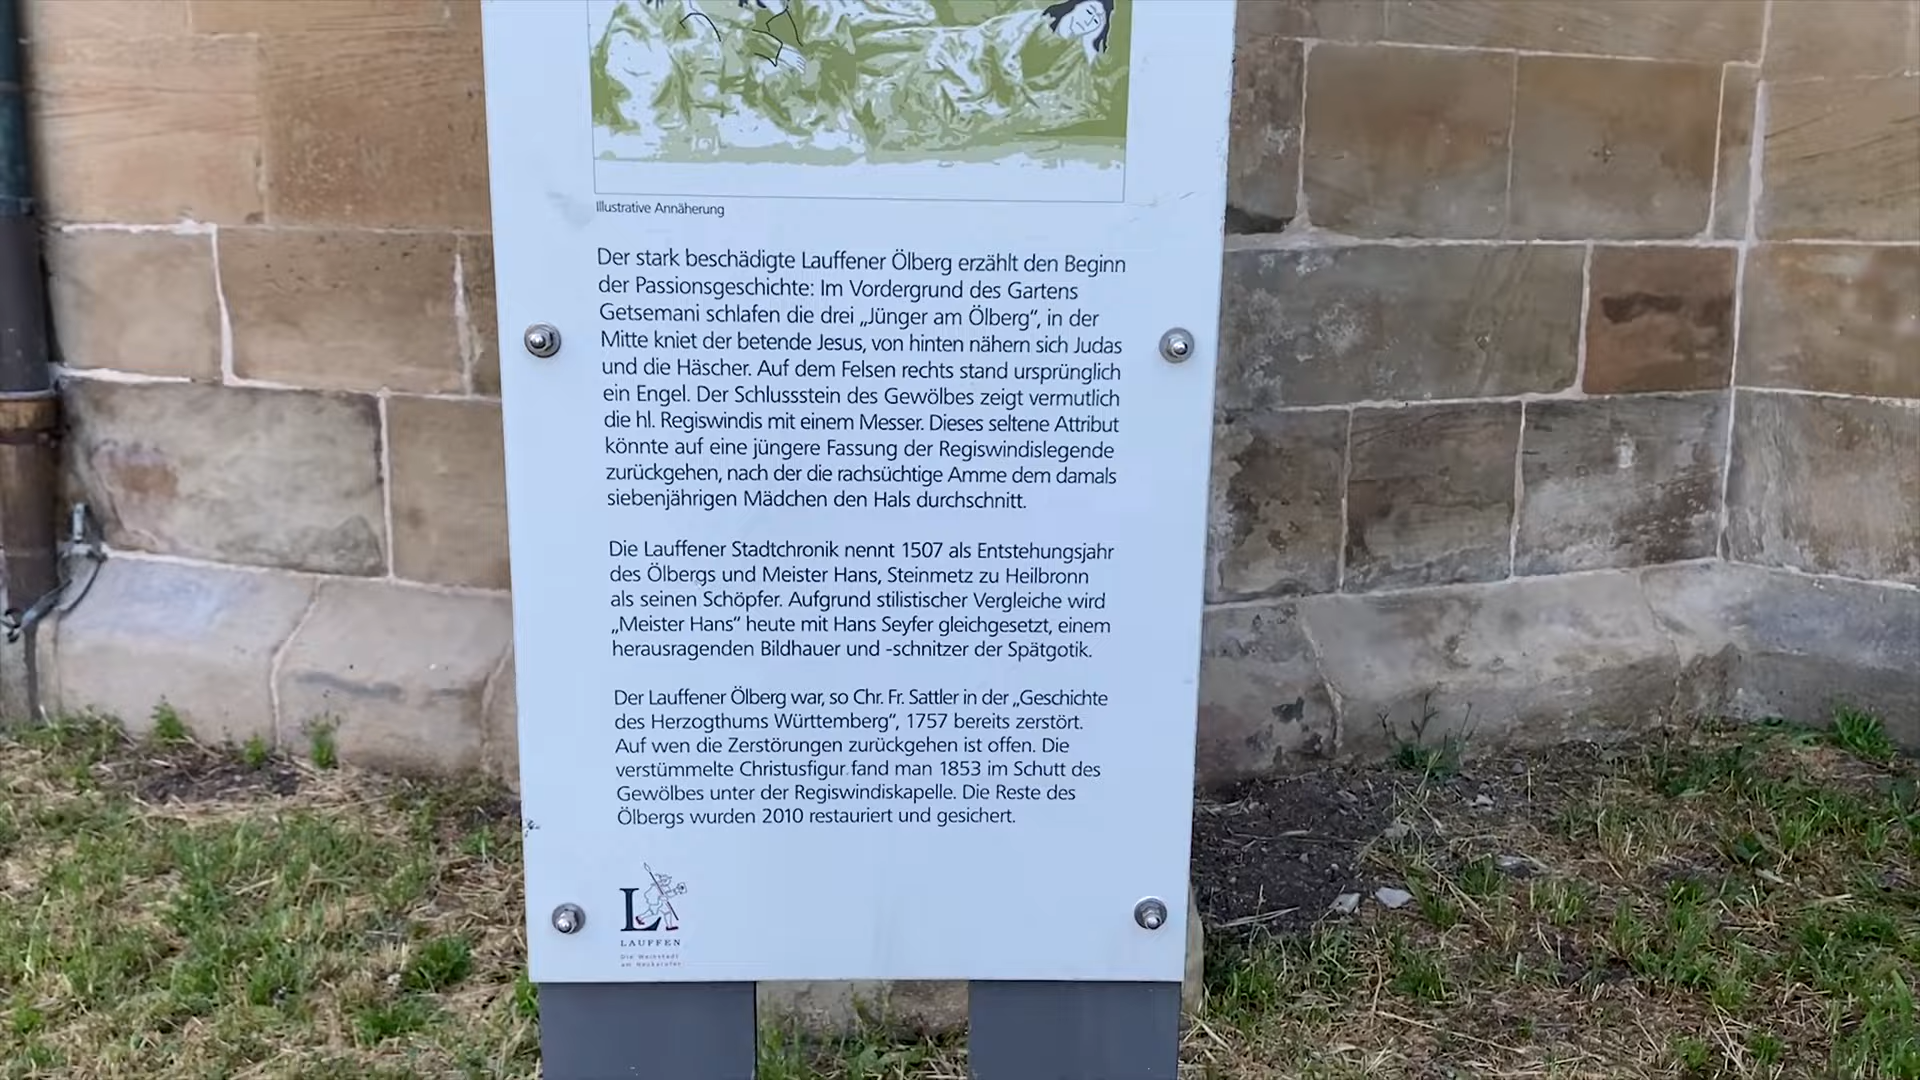 Illustrative Annäherung
Der stark beschädigte Lauffener Ölberg erzählt den Beginn
der Passionsgeschichte: Im Vordergrund des Gartens
Getsemani schlafen die drei „Jünger am Ölberg“, in der
Mitte kniet der betende Jesus, von hinten nähern sich Judas
und die Häscher. Auf dem Felsen rechts stand ursprünglich
ein Engel. Der Schlussstein des Gewölbes zeigt vermutlich
die hl. Regiswindis mit einem Messer. Dieses seltene Attribut
könnte auf eine jüngere Fassung der Regiswindislegende
zurückgehen, nach der die rachsüchtige Amme dem damals
siebenjährigen Mädchen den Hals durchschnitt.
Die Lauffener Stadtchronik nennt 1507 als Entstehungsjahr
des Ölbergs und Meister Hans, Steinmetz zu Heilbronn
als seinen Schöpfer. Aufgrund stilistischer Vergleiche wird
„Meister Hans“ heute mit Hans Seyfer gleichgesetzt, einem
herausragenden Bildhauer und -schnitzer der Spätgotik.
Der Lauffener Ölberg war, so Chr. Fr. Sattler in der „Geschichte
des Herzogthums Württemberg“, 1757 bereits zerstört.
Auf wen die Zerstörungen zurückgehen ist offen. Die
verstümmelte Christusfigur fand man 1853 im Schutt des
Gewölbes unter der Regiswindiskapelle. Die Reste des
Ölbergs wurden 2010 restauriert und gesichert.
L
LAUFFEN
Die Weinstadt
am Neckarufer